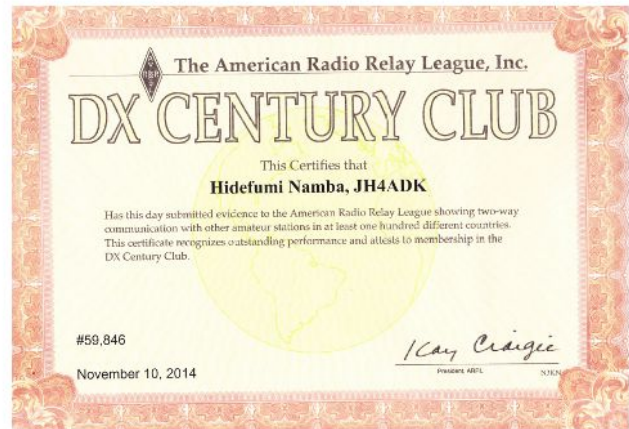 The American Radio Relay League, Inc.
DX CENTURY CLUB
This Certifies that
Hidefumi Namba, JH4ADK
Has this day submitted evidence to the American Radio Relay League showing two-way
communication with other amateur stations in at least one hundred different countries.
This certificate recognizes outstanding performance and attests to membership in the
DX Century Club.
#59,846
Kay Craigie
November 10, 2014
President, ARRL